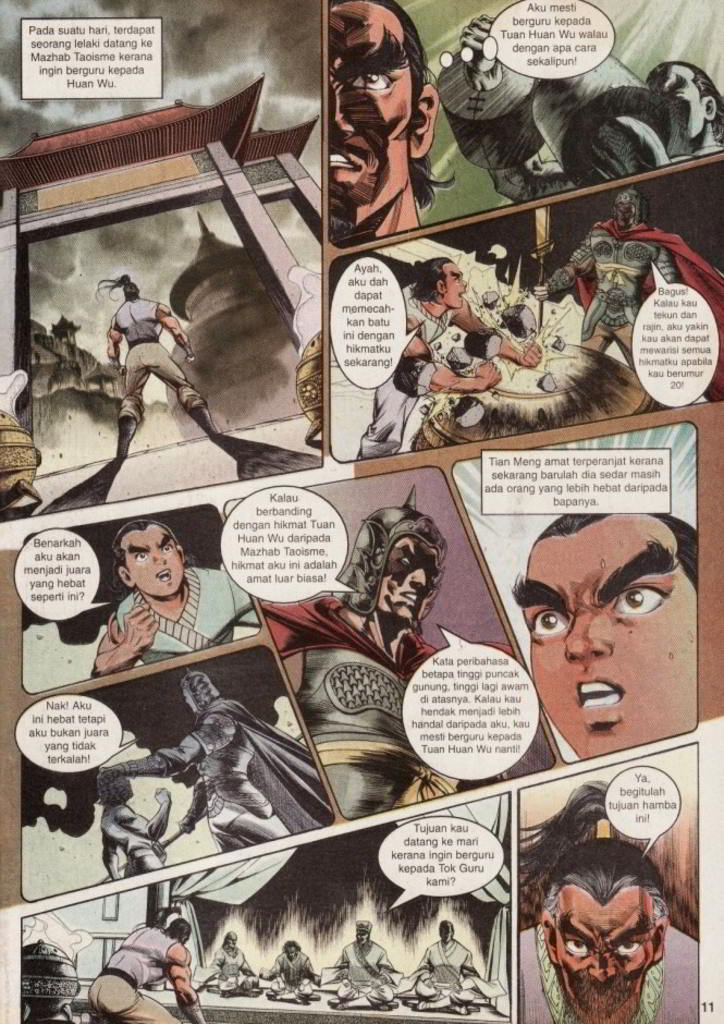 Pada suatu hari, terdapat
seorang lelaki datang ke
Mazhab Taoisme kerana
ingin berguru kepada
Huan Wu.
Aku mesti
berguru kepada
Tuan Huan Wu walau
dengan apa cara
sekalipun!
Ayah,
aku dah
dapat
memecah-
kan batu
ini dengan
hikmatku
sekarang!
Bagus!
Kalau kau
tekun dan
rajin, aku yakin
kau akan dapat
mewarisi semua
hikmatku apabila
kau berumur
20!
Benarkah
aku akan
menjadi juara
yang hebat
seperti ini?
Kalau
berbanding
dengan hikmat Tuan
Huan Wu daripada
Mazhab Taoisme,
hikmat aku ini adalah
amat luar biasa!
Kata peribahasa
betapa tinggi puncak
gunung, tinggi lagi awam
di atasnya. Kalau kau
hendak menjadi lebih
handal daripada aku, kau
mesti berguru kepada
Tuan Huan Wu nanti!
Tian Meng amat terperanjat kerana
sekarang barulah dia sedar masih
ada orang yang lebih hebat daripada
bapanya.
Nak! Aku
ini hebat tetapi
aku bukan juara
yang tidak
terkalah!
Tujuan kau
datang ke mari
kerana ingin berguru
kepada Tok Guru
kami?
Ya,
begitulah
tujuan hamba
ini!
11